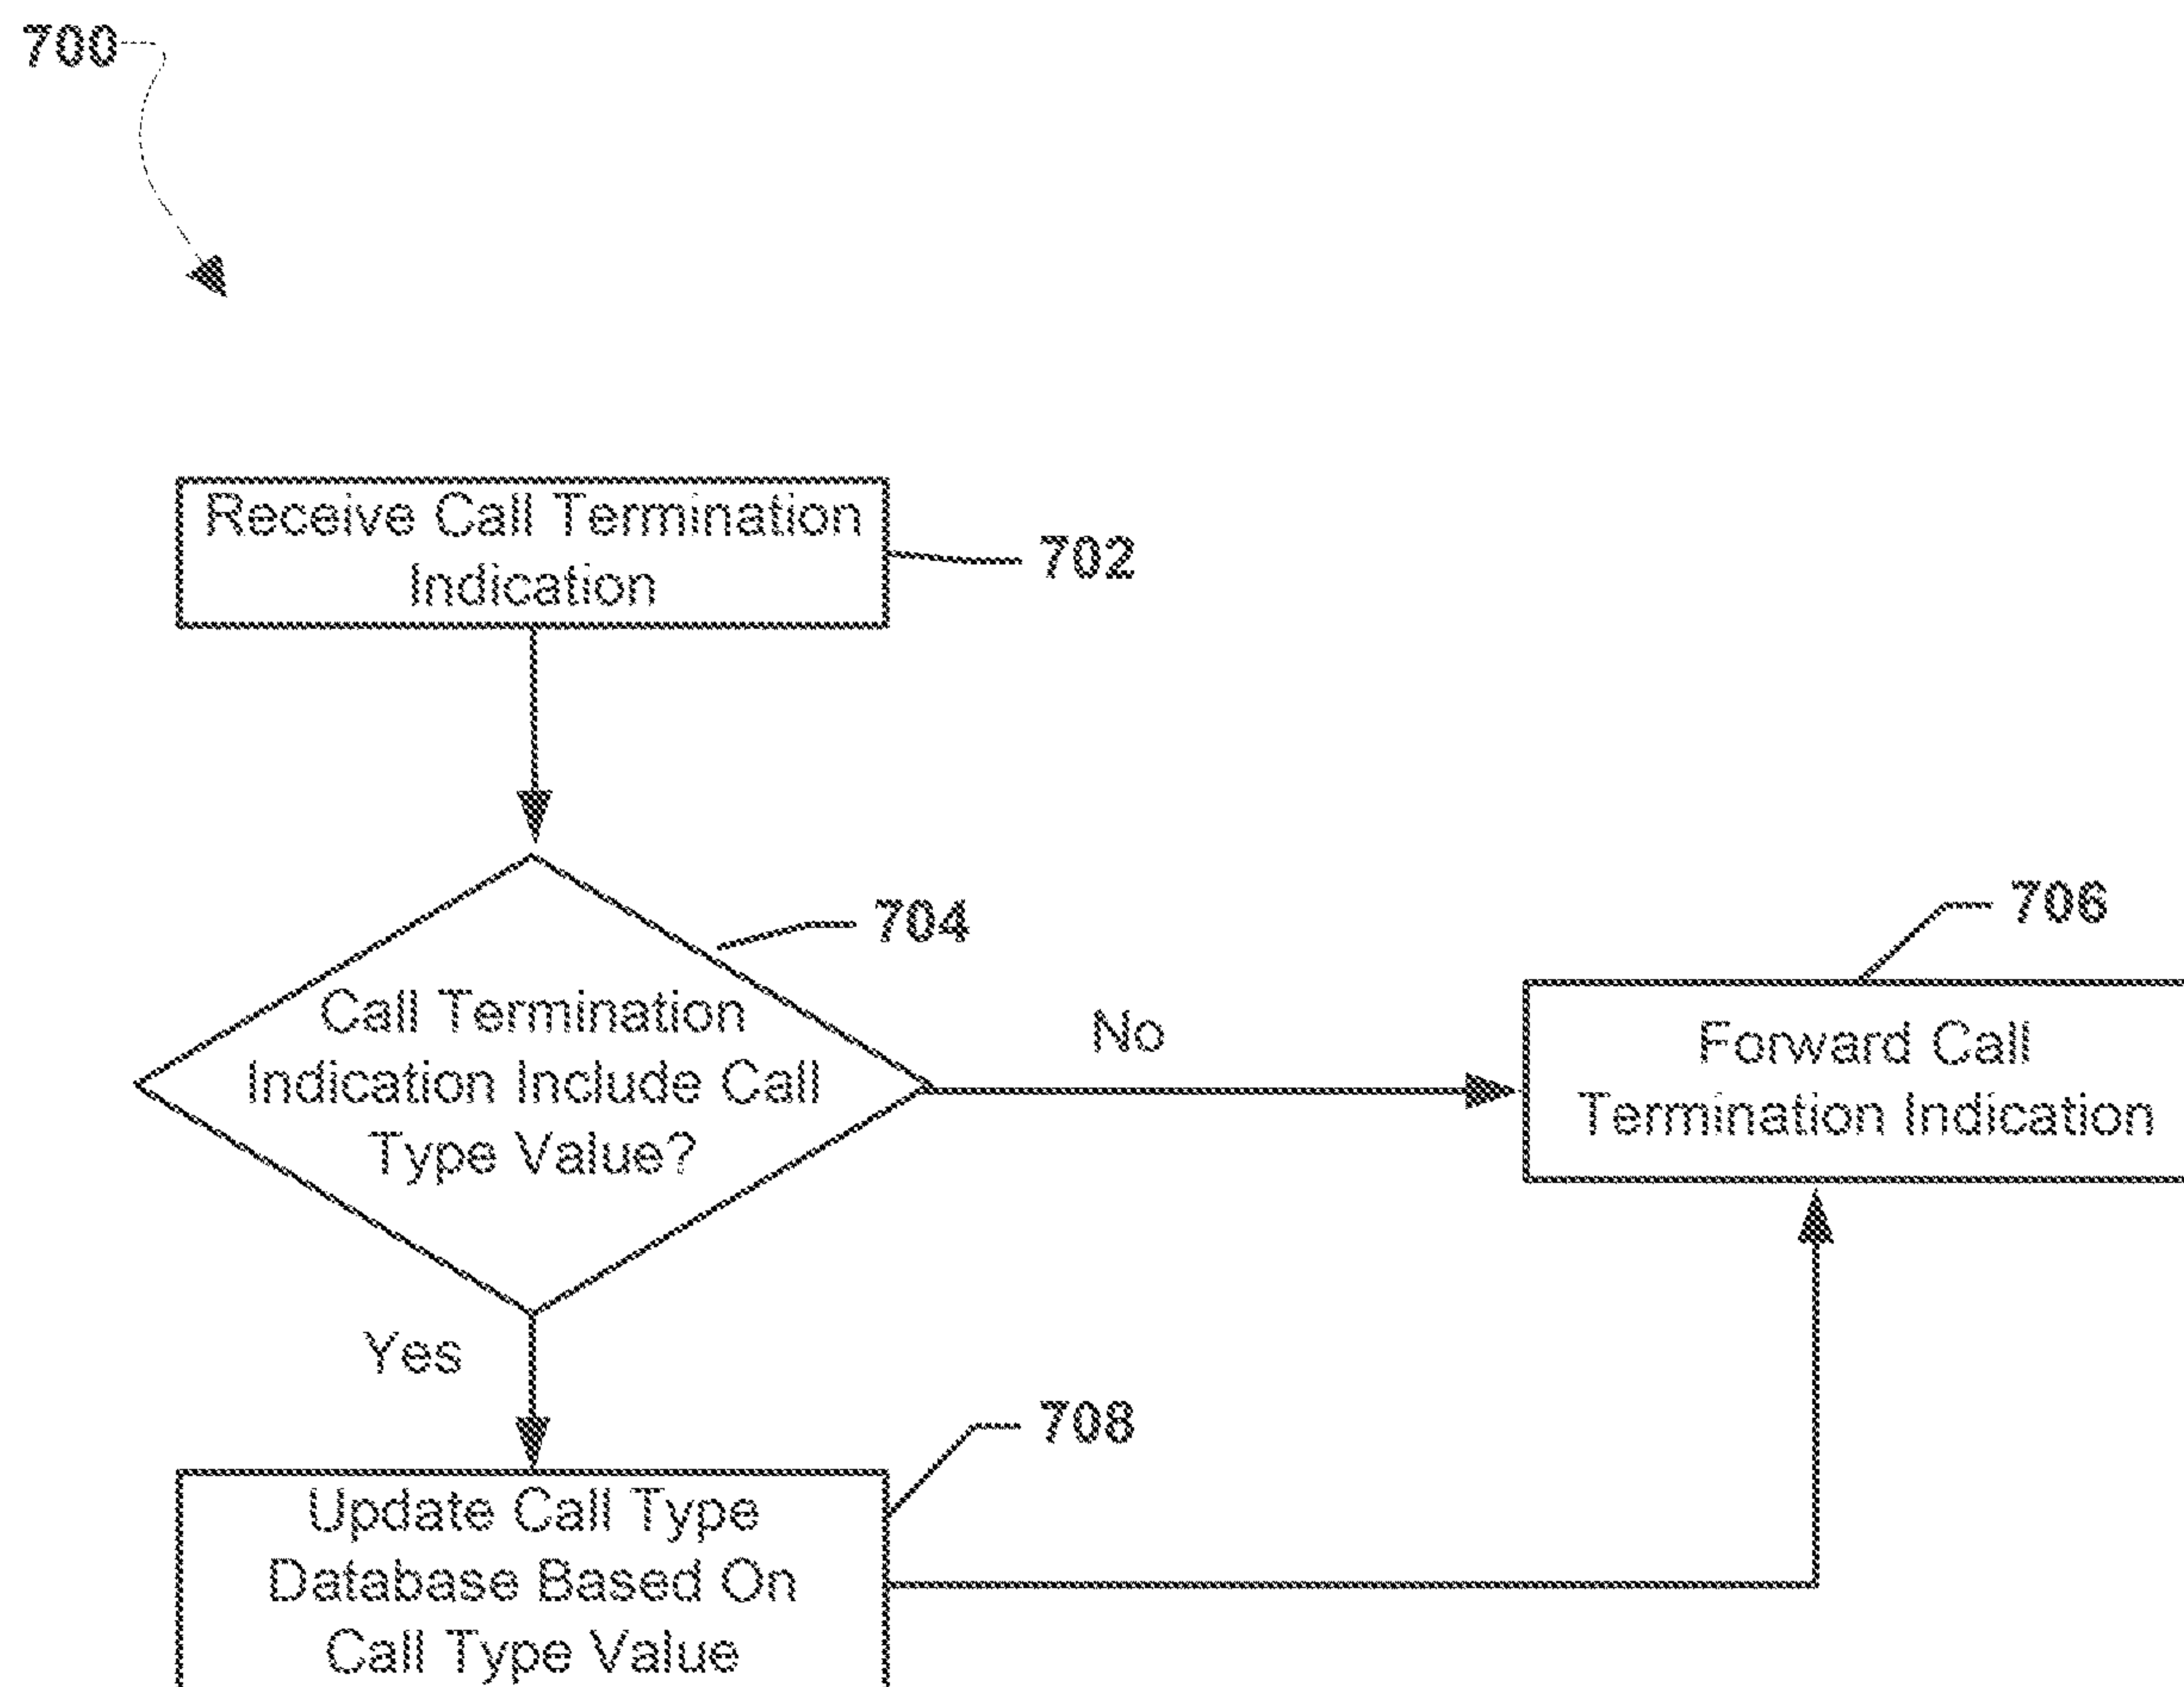 700
Receive Call Termination
Indication
702
704
Call Termination
Indication Include Call
Type Value?
No
706
Forward Call
Termination Indication
Yes
708
Update Call Type
Database Based On
Call Type Value